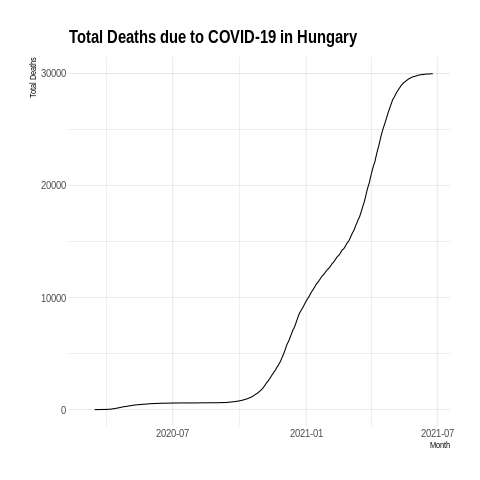 Total Deaths due to COVID-19 in Hungary
Total Deaths
30000
20000
10000
0
2020-07
2021-01
2021-07
Month